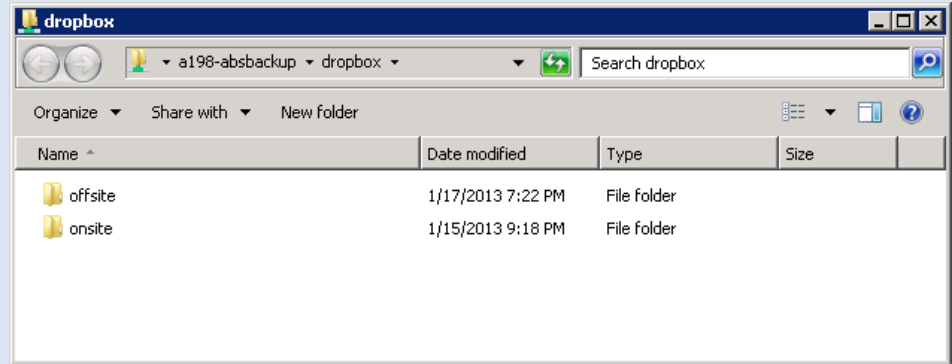 dropbox
a198-absbackup dropbox Search dropbox
Organize Share with New folder
Name Date modified Type Size
offsite 1/17/2013 7:22 PM File folder
onsite 1/15/2013 9:18 PM File folder